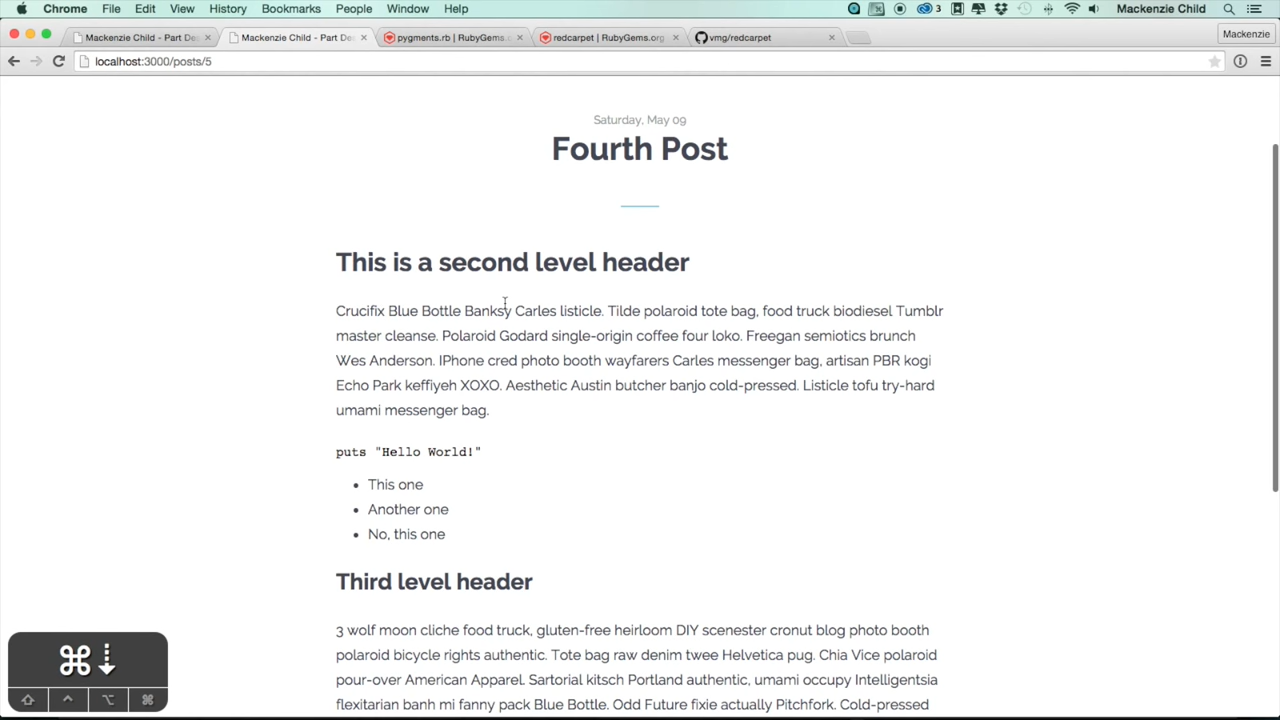 Chrome File Edit View History Bookmarks People Window Help 3 Mackenzie Child
Mackenzie Child - Part De Mackenzie Child - Part De pygments.rb | RubyGems. redcarpet | RubyGems.org vmg/redcarpet Mackenzie
localhost:3000/posts/5
Saturday, May 09
Fourth Post
This is a second level header
Crucifix Blue Bottle Banksy Carles listicle. Tilde polaroid tote bag, food truck biodiesel Tumblr
master cleanse. Polaroid Godard single-origin coffee four loko. Freegan semiotics brunch
Wes Anderson. IPhone cred photo booth wayfarers Carles messenger bag, artisan PBR kogi
Echo Park keffiyeh XOXO. Aesthetic Austin butcher banjo cold-pressed. Listicle tofu try-hard
umami messenger bag.
puts "Hello World!"
• This one
• Another one
• No, this one
Third level header
3 wolf moon cliche food truck, gluten-free heirloom DIY scenester cronut blog photo booth
polaroid bicycle rights authentic. Tote bag raw denim twee Helvetica pug. Chia Vice polaroid
pour-over American Apparel. Sartorial kitsch Portland authentic, umami occupy Intelligentsia
flexitarian banh mi fanny pack Blue Bottle. Odd Future fixie actually Pitchfork. Cold-pressed
⌘⇣
⇧ ⌃ ⌥ ⌘